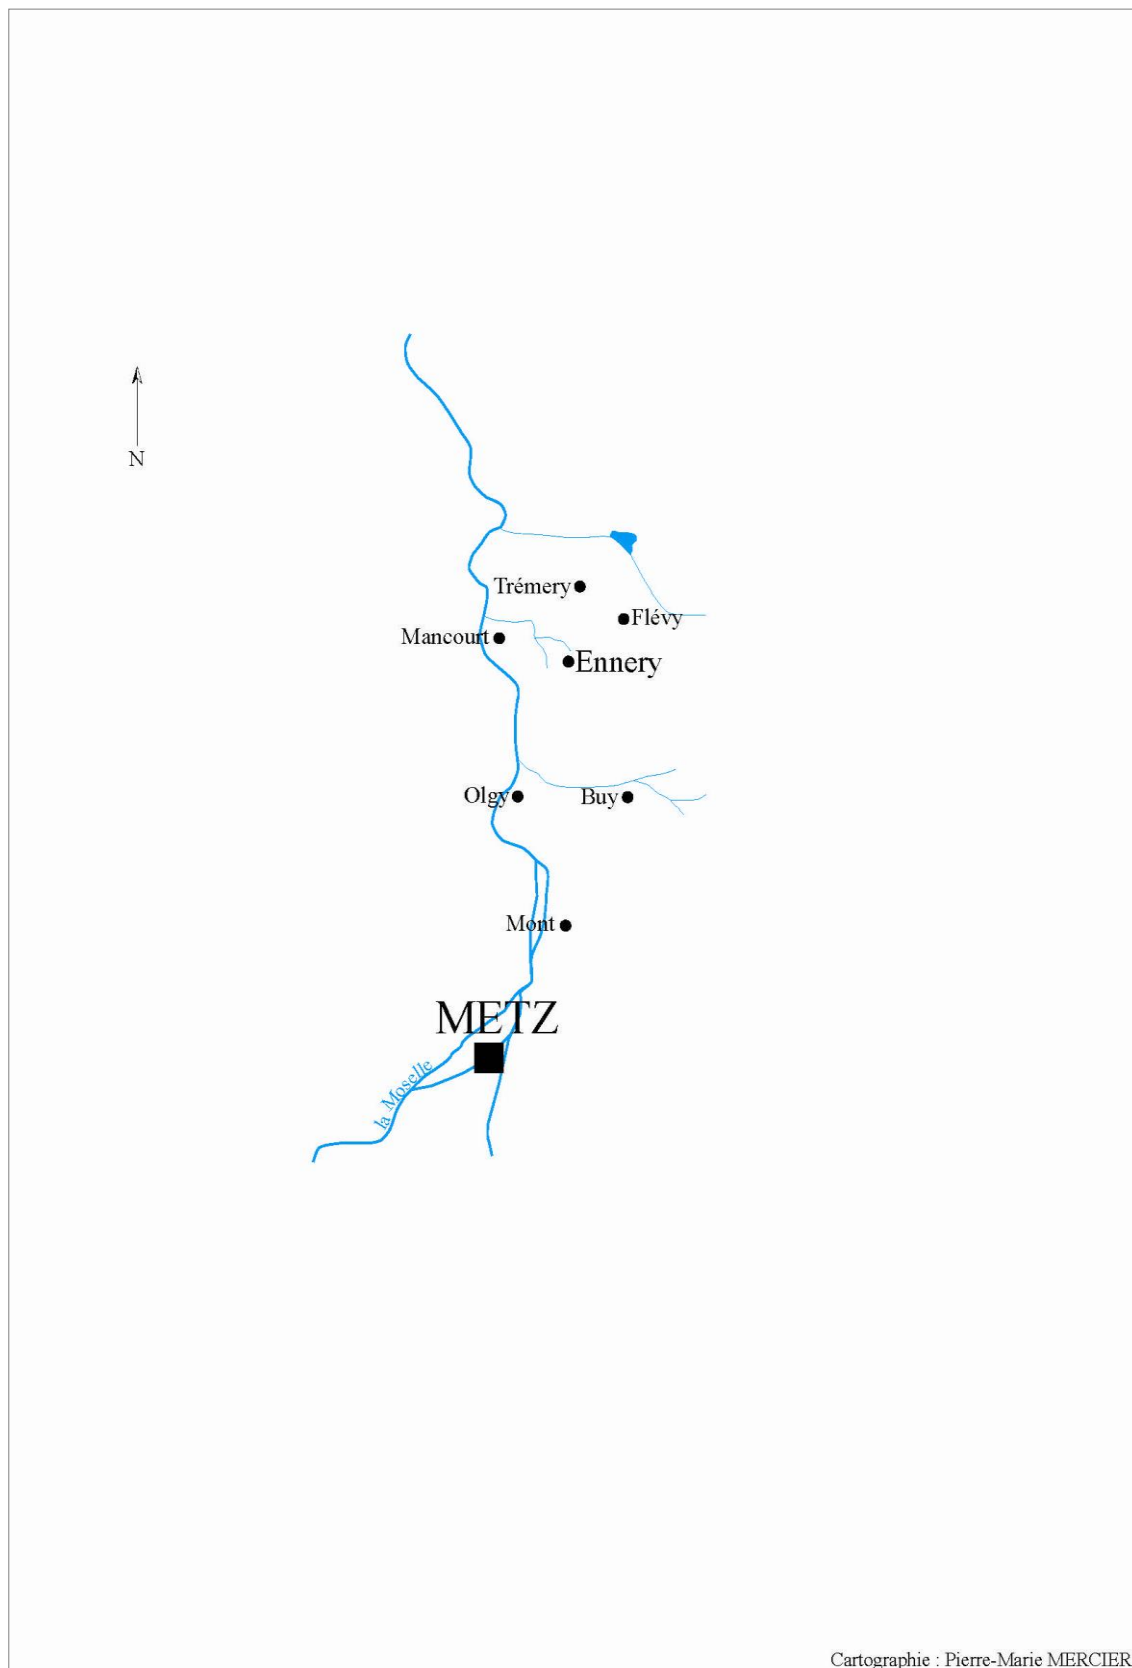 N
Trémery
Flévy
Mancourt
Ennery
Olgy
Buy
Mont
METZ
la Moselle
Cartographie : Pierre-Marie MERCIER